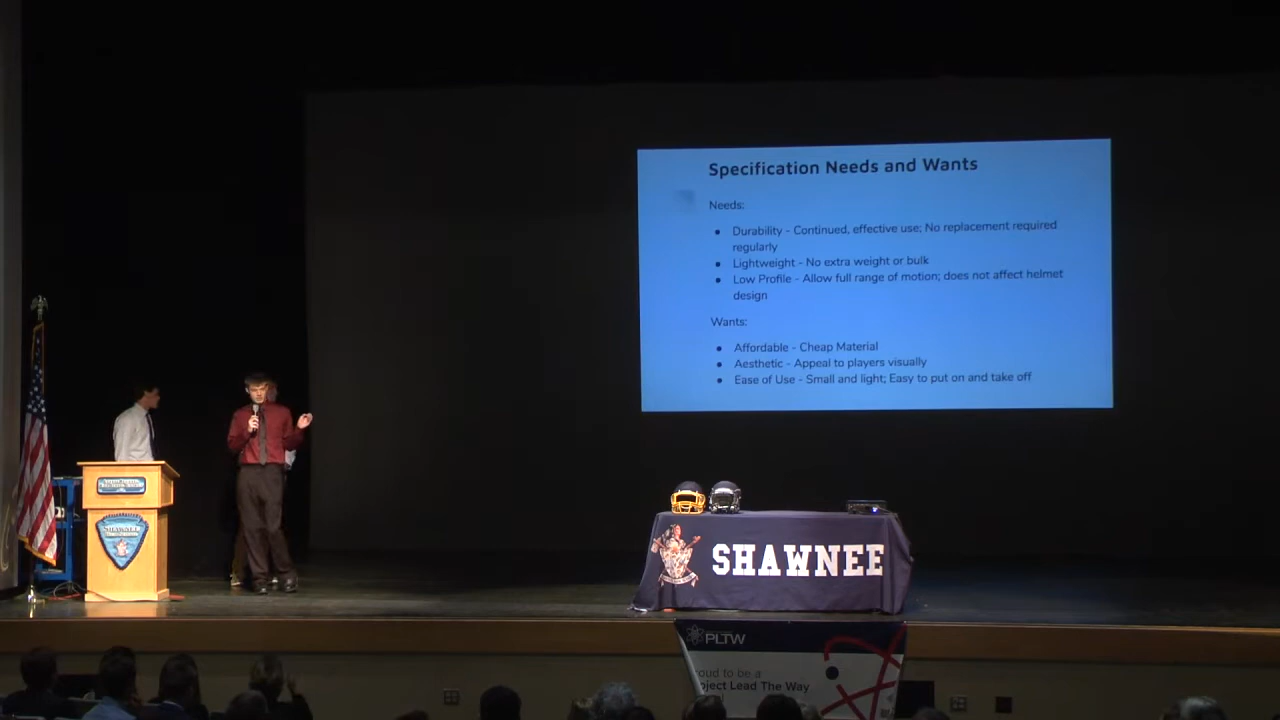 Specification Needs and Wants
Needs:
● Durability - Continued, effective use; No replacement required
regularly
● Lightweight - No extra weight or bulk
● Low Profile - Allow full range of motion; does not affect helmet
design
Wants:
● Affordable - Cheap Material
● Aesthetic - Appeal to players visually
● Ease of Use - Small and light; Easy to put on and take off
SHAWNEE
SHAWNEE
PLTW
oud to be a
oject Lead The Way